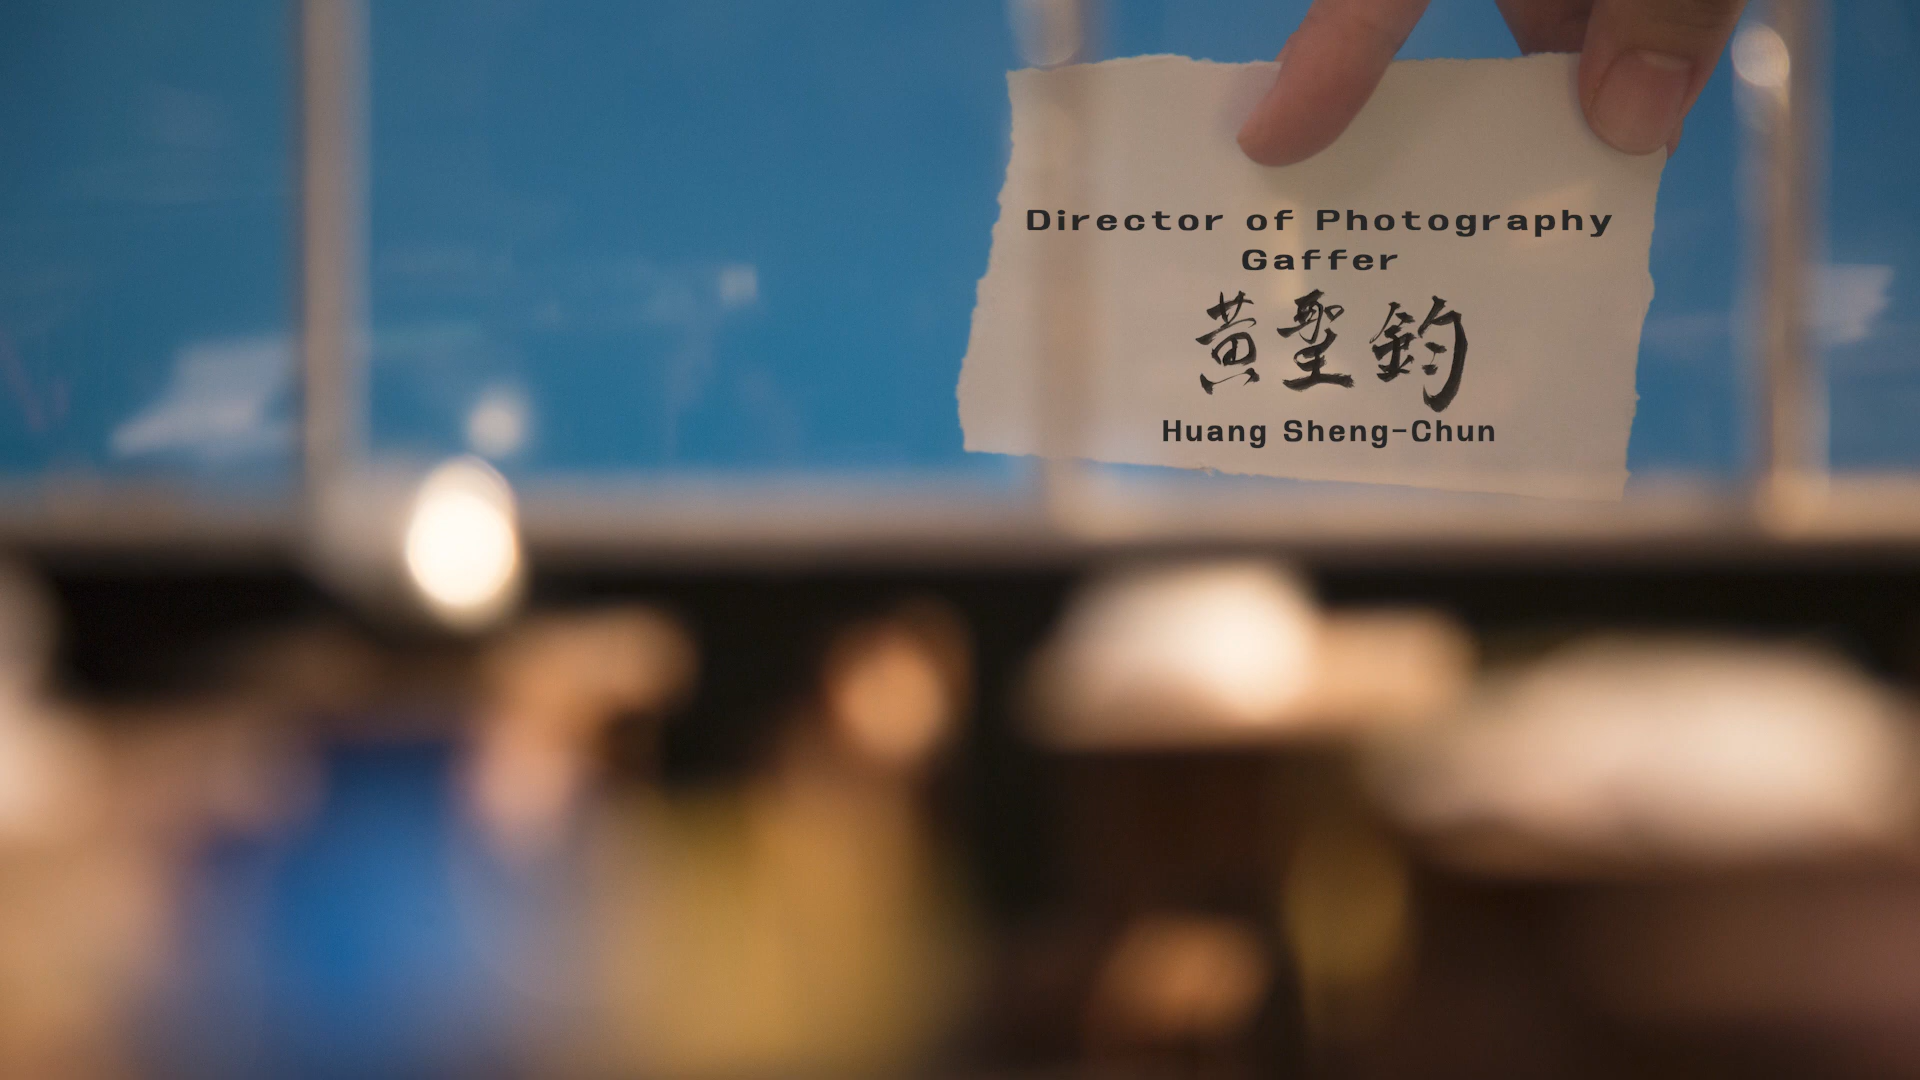 Director of Photography
Gaffer
黃聖鈞
Huang Sheng-Chun